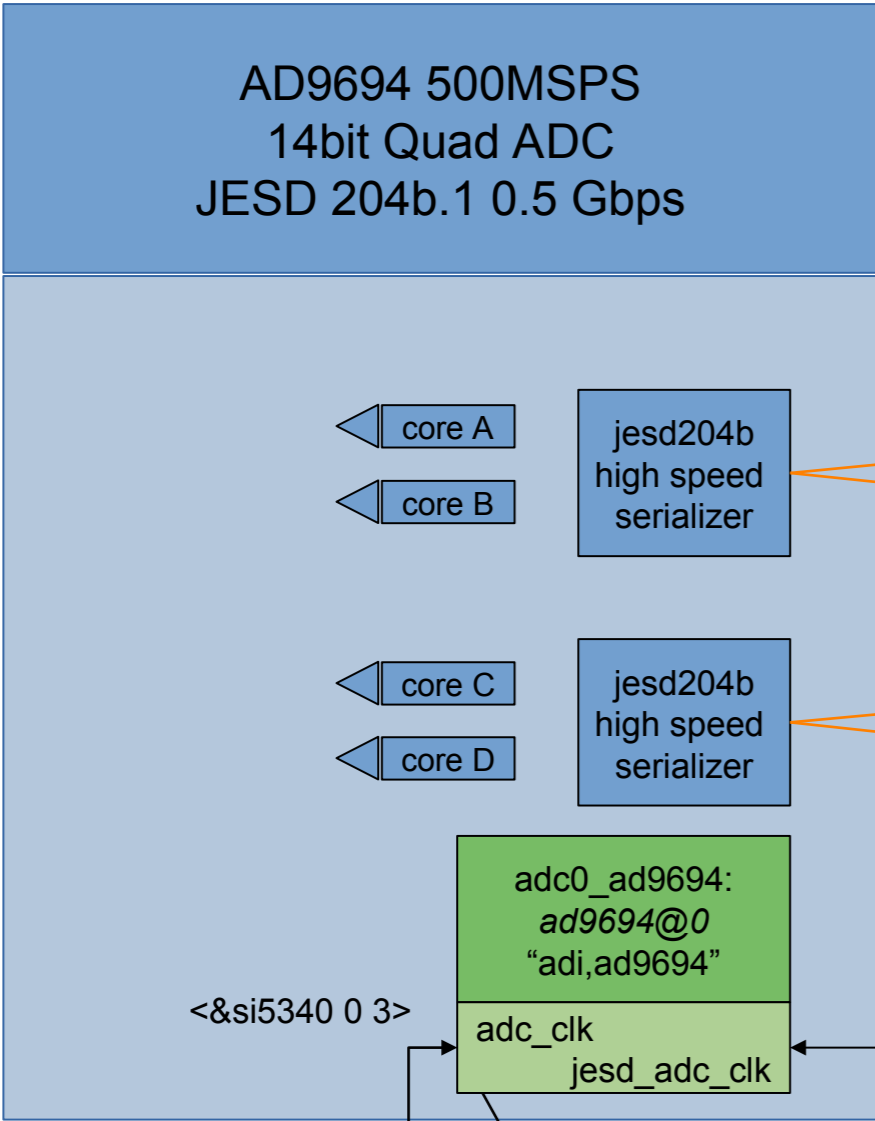 AD9694 500MSPS
14bit Quad ADC
JESD 204b.1 0.5 Gbps
core A
core B
jesd204b
high speed
serializer
core C
core D
jesd204b
high speed
serializer
adc0_ad9694:
ad9694@0
“adi,ad9694”
<&si5340 0 3>
adc_clk
jesd_adc_clk